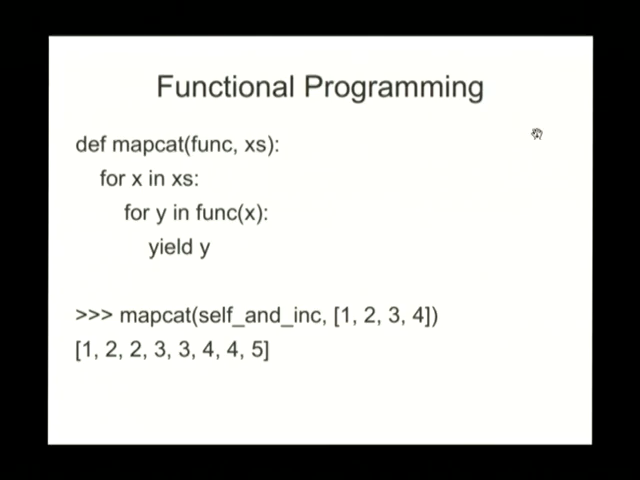 Functional Programming
def mapcat(func, xs):
for x in xs:
for y in func(x):
yield y
>>> mapcat(self_and_inc, [1, 2, 3, 4])
[1, 2, 2, 3, 3, 4, 4, 5]